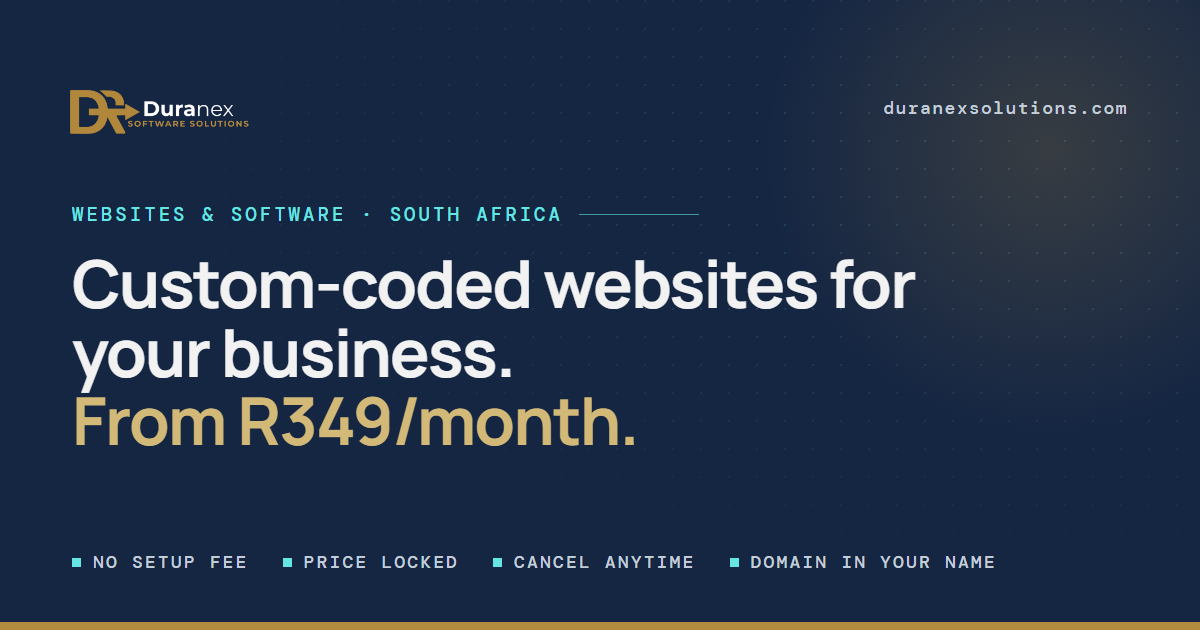 DR Duranex
SOFTWARE SOLUTIONS
duranexsolutions.com
WEBSITES & SOFTWARE · SOUTH AFRICA
Custom-coded websites for
your business.
From R349/month.
NO SETUP FEE
PRICE LOCKED
CANCEL ANYTIME
DOMAIN IN YOUR NAME